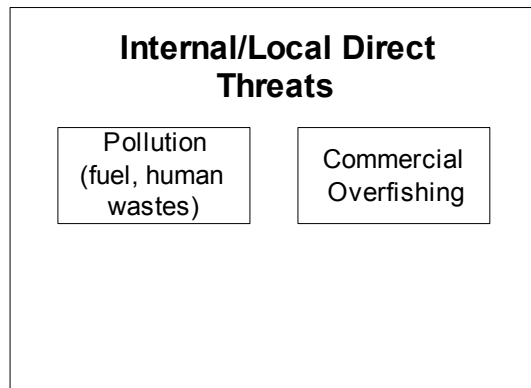 Internal/Local Direct
Threats
Pollution
(fuel, human
wastes)
Commercial
Overfishing